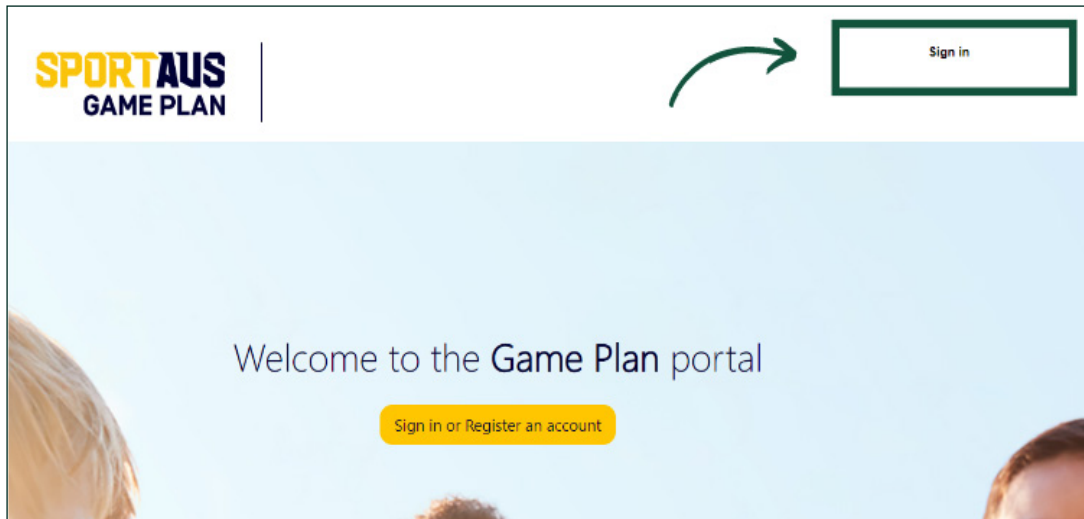 SPORTAUS
GAME PLAN
Sign in
Welcome to the Game Plan portal
Sign in or Register an account